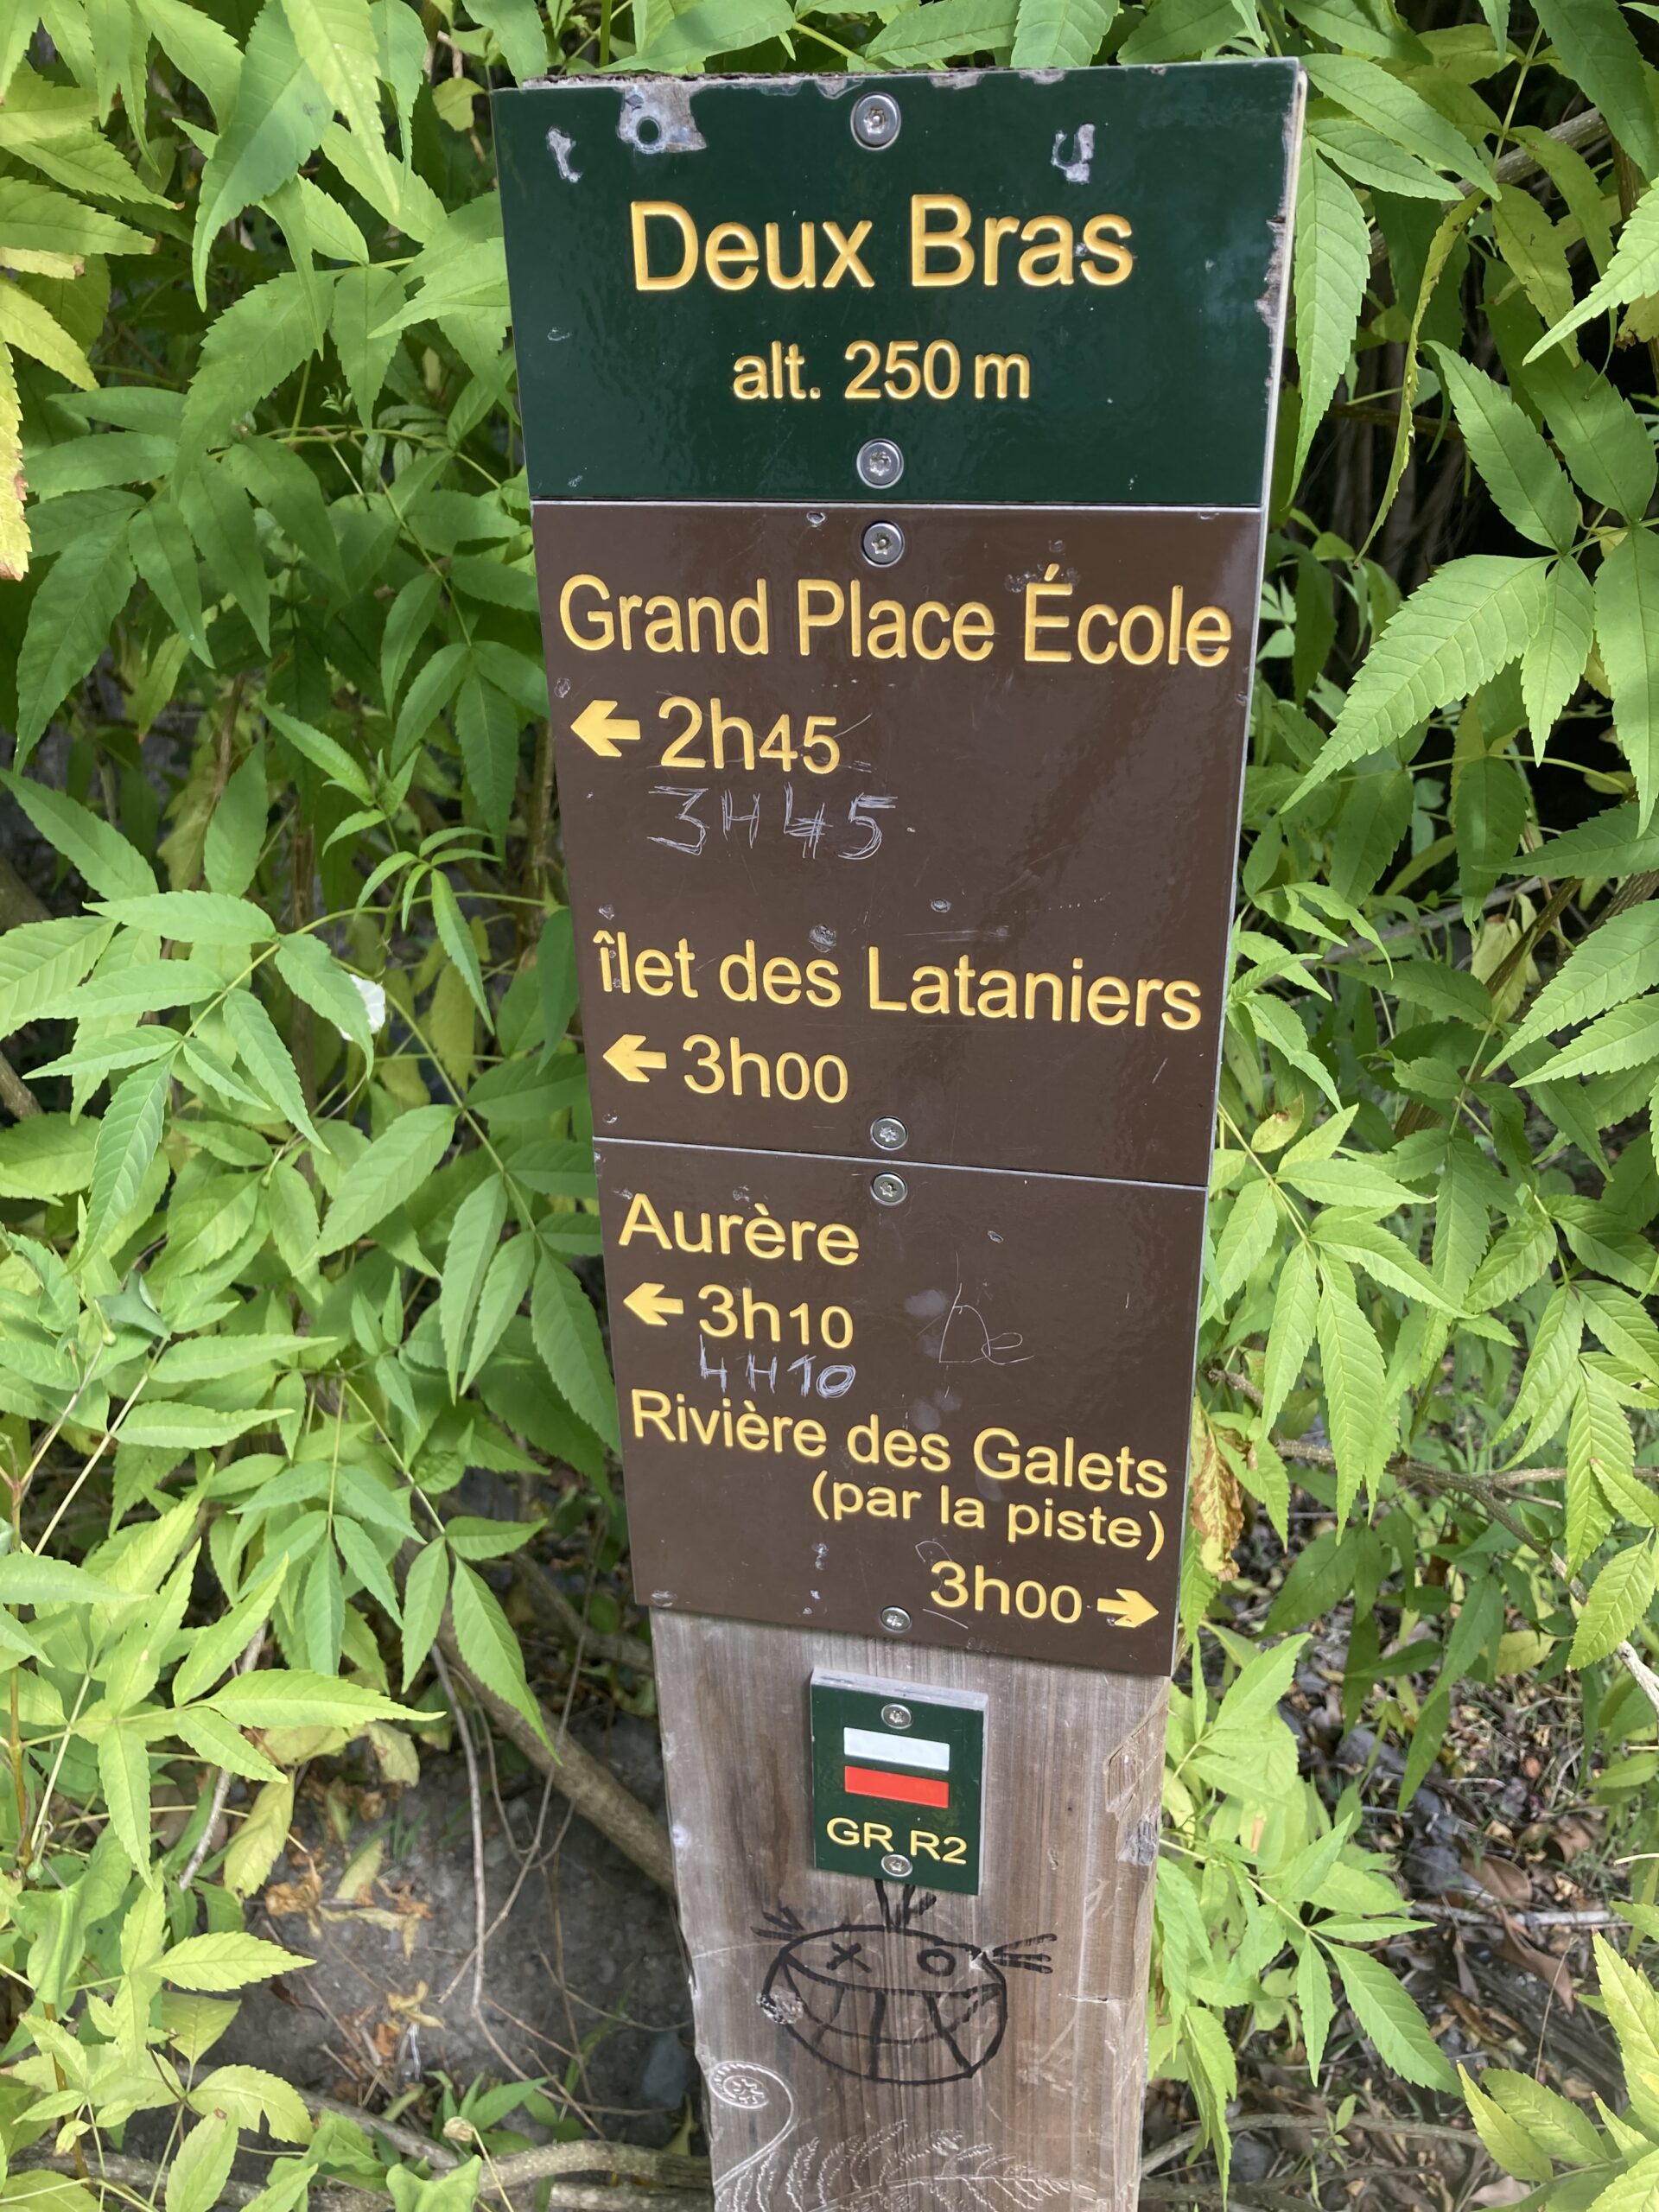 Deux Bras
alt. 250 m
Grand Place École
← 2h45
3H45
îlet des Lataniers
← 3h00
Aurère
← 3h10
4H10
Rivière des Galets
(par la piste)
3h00 →
GR R2